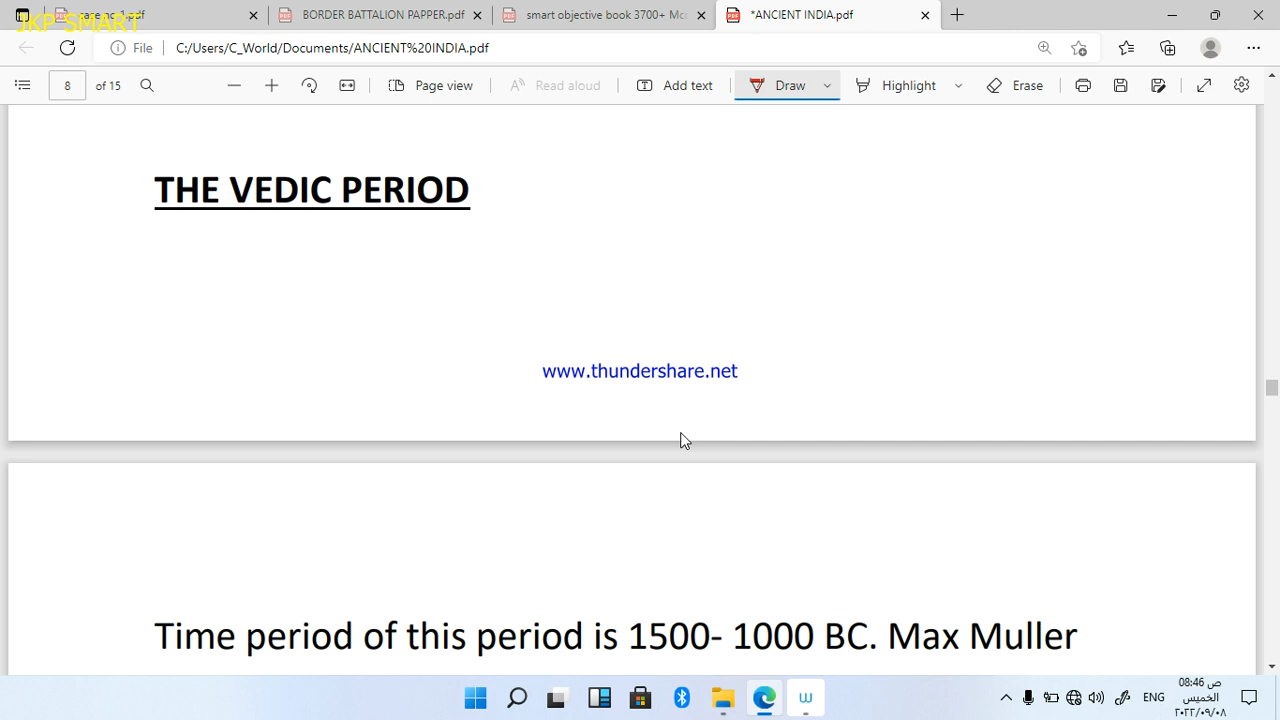 JKP SMART
BORDER BATTALION PAPPER.pdf
smart objective book 3700+ Mc
*ANCIENT INDIA.pdf
File
C:/Users/C_World/Documents/ANCIENT%20INDIA.pdf
8 of 15
Page view
Read aloud
Add text
Draw
Highlight
Erase
THE VEDIC PERIOD
www.thundershare.net
Time period of this period is 1500- 1000 BC. Max Muller
ENG
08:46 ص
الخميس
٢٠٢٢/٠٩/٠٨